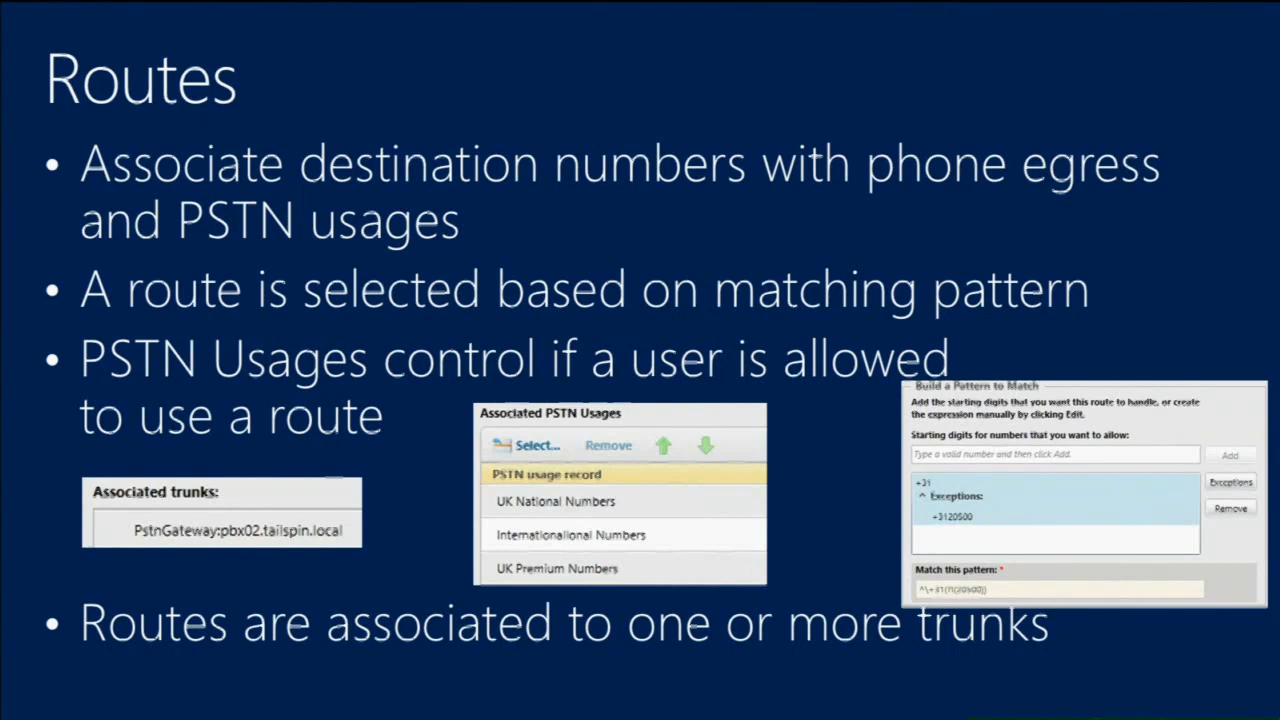 Routes
• Associate destination numbers with phone egress
and PSTN usages
• A route is selected based on matching pattern
• PSTN Usages control if a user is allowed
to use a route
Associated trunks:
PstnGateway:pbx02.tailspin.local
Associated PSTN Usages
Select... Remove
PSTN usage record
UK National Numbers
Internationalional Numbers
UK Premium Numbers
Build a Pattern to Match
Add the starting digits that you want this route to handle, or create
the expression manually by clicking Edit.
Starting digits for numbers that you want to allow:
Type a valid number and then click Add. Add
+31 Exceptions
^ Exceptions: Remove
+3120500
Match this pattern: *
• Routes are associated to one or more trunks